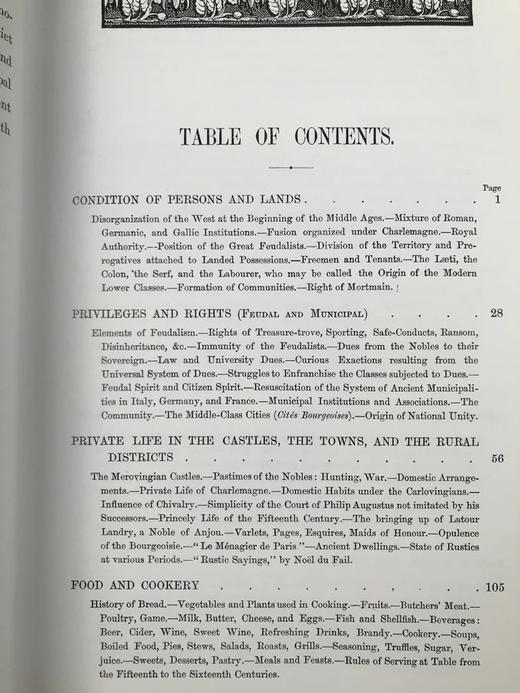 no-
ict
nd
pal
nt
th
TABLE OF CONTENTS.
Page
CONDITION OF PERSONS AND LANDS . . . . . . . 1
Disorganization of the West at the Beginning of the Middle Ages.—Mixture of Roman,
Germanic, and Gallic Institutions.—Fusion organized under Charlemagne.—Royal
Authority.—Position of the Great Feudalists.—Division of the Territory and Pre-
rogatives attached to Landed Possessions.—Freemen and Tenants.—The Læti, the
Colon, the Serf, and the Labourer, who may be called the Origin of the Modern
Lower Classes.—Formation of Communities.—Right of Mortmain.
PRIVILEGES AND RIGHTS (Feudal and Municipal) . . . . 28
Elements of Feudalism.—Rights of Treasure-trove, Sporting, Safe-Conducts, Ransom,
Disinheritance, &c.—Immunity of the Feudalists.—Dues from the Nobles to their
Sovereign.—Law and University Dues.—Curious Exactions resulting from the
Universal System of Dues.—Struggles to Enfranchise the Classes subjected to Dues.—
Feudal Spirit and Citizen Spirit.—Resuscitation of the System of Ancient Municipali-
ties in Italy, Germany, and France.—Municipal Institutions and Associations.—The
Community.—The Middle-Class Cities (Cités Bourgeoises).—Origin of National Unity.
PRIVATE LIFE IN THE CASTLES, THE TOWNS, AND THE RURAL
DISTRICTS . . . . . . . . . . . 56
The Merovingian Castles.—Pastimes of the Nobles: Hunting, War.—Domestic Arrange-
ments.—Private Life of Charlemagne.—Domestic Habits under the Carlovingians.—
Influence of Chivalry.—Simplicity of the Court of Philip Augustus not imitated by his
Successors.—Princely Life of the Fifteenth Century.—The bringing up of Latour
Landry, a Noble of Anjou.—Varlets, Pages, Esquires, Maids of Honour.—Opulence
of the Bourgeoisie.—"Le Ménagier de Paris."—Ancient Dwellings.—State of Rustics
at various Periods.—"Rustic Sayings," by Noël du Fail.
FOOD AND COOKERY . . . . . . . . . . 105
History of Bread.—Vegetables and Plants used in Cooking.—Fruits.—Butchers' Meat.—
Poultry, Game.—Milk, Butter, Cheese, and Eggs.—Fish and Shellfish.—Beverages:
Beer, Cider, Wine, Sweet Wine, Refreshing Drinks, Brandy.—Cookery.—Soups,
Boiled Food, Pies, Stews, Salads, Roasts, Grills.—Seasoning, Truffles, Sugar, Ver-
juice.—Sweets, Desserts, Pastry.—Meals and Feasts.—Rules of Serving at Table from
the Fifteenth to the Sixteenth Centuries.